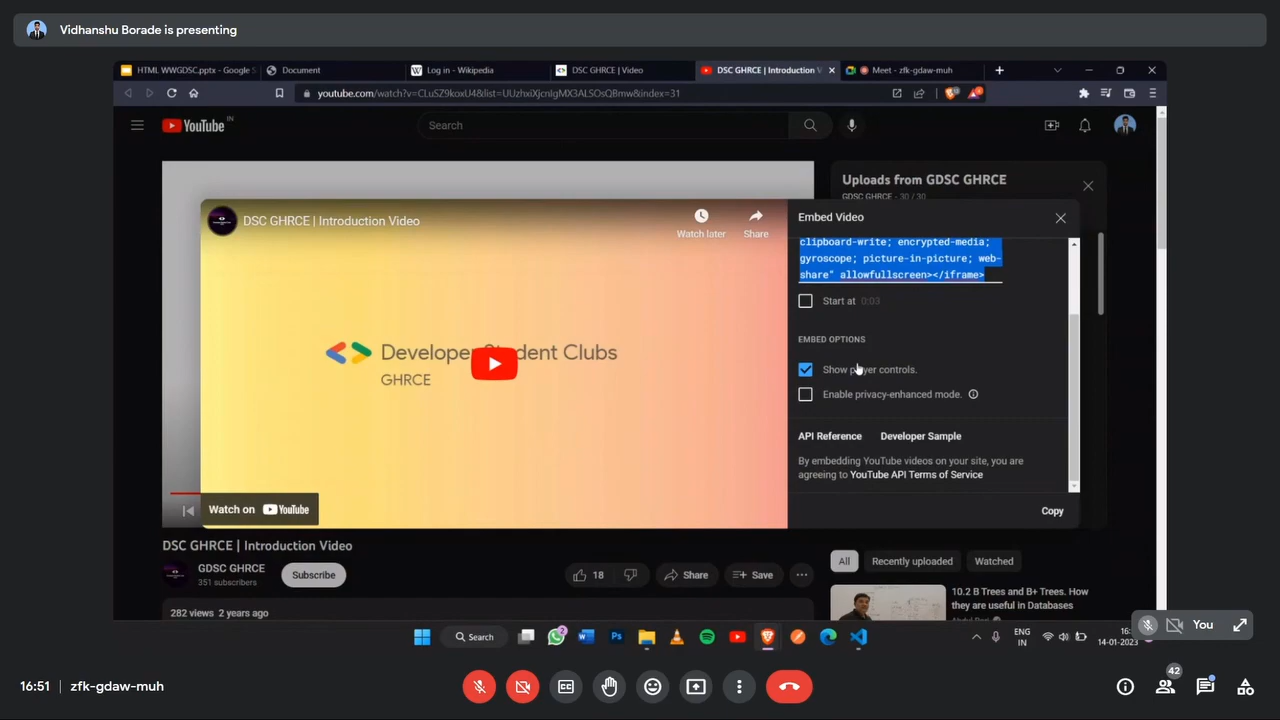 Vidhanshu Borade is presenting
HTML WWGDSC.pptx - Google S
Document
Log in - Wikipedia
DSC GHRCE | Video
DSC GHRCE | Introduction V
Meet - zfk-gdaw-muh
youtube.com/watch?v=CLuSZ9koxU4&list=UUzhxiXjcnIgMX3ALSOsQBmw&index=31
YouTube IN
Search
Uploads from GDSC GHRCE
GDSC GHRCE - 30 / 30
DSC GHRCE | Introduction Video
Watch later
Share
Embed Video
clipboard-write; encrypted-media;
gyroscope; picture-in-picture; web-
share" allowfullscreen></iframe>
Start at 0:03
EMBED OPTIONS
Show player controls.
Enable privacy-enhanced mode.
API Reference
Developer Sample
By embedding YouTube videos on your site, you are
agreeing to YouTube API Terms of Service
Copy
Developer Student Clubs
GHRCE
Watch on YouTube
DSC GHRCE | Introduction Video
GDSC GHRCE
351 subscribers
Subscribe
18
Share
Save
282 views 2 years ago
All
Recently uploaded
Watched
10.2 B Trees and B+ Trees. How
they are useful in Databases
Search
ENG
IN
16:
14-01-2023
You
16:51 | zfk-gdaw-muh
42